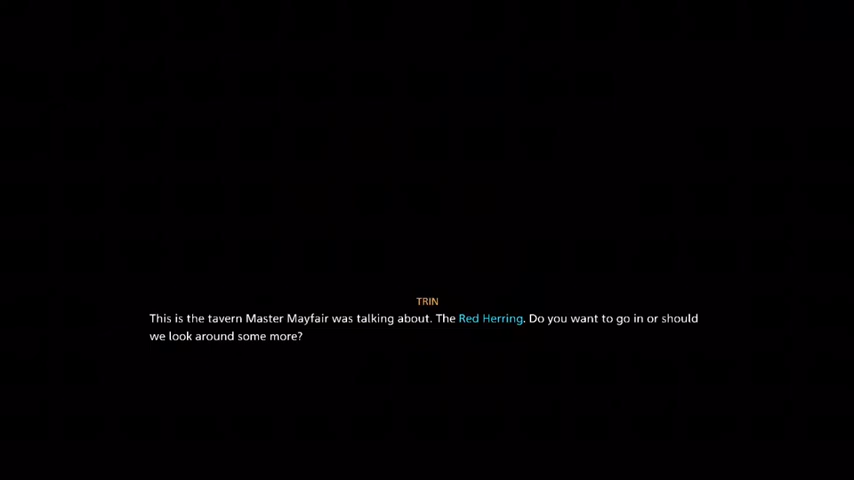 TRIN
This is the tavern Master Mayfair was talking about. The Red Herring. Do you want to go in or should
we look around some more?